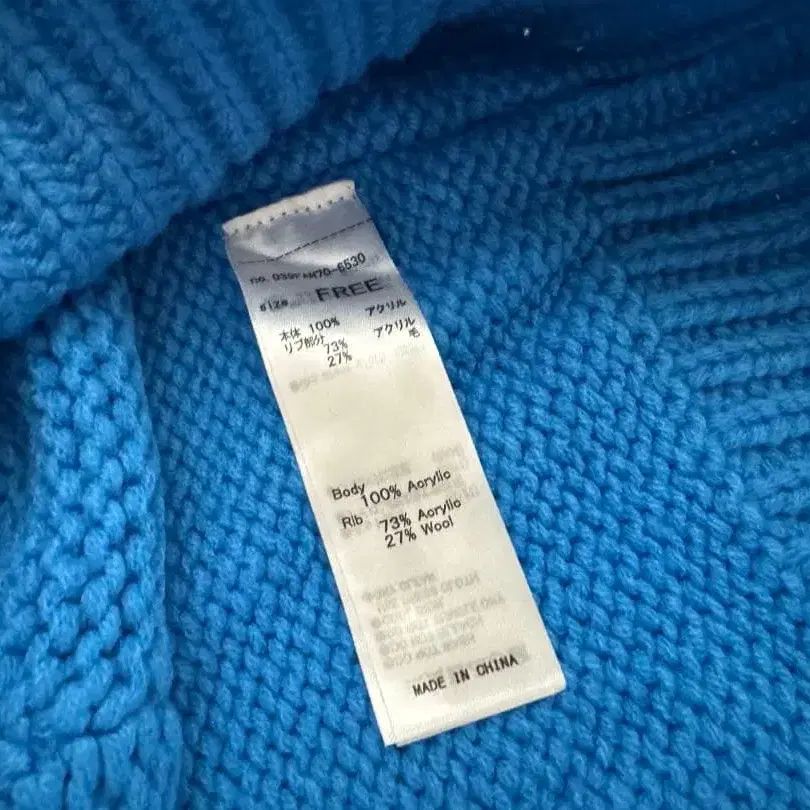 size FREE
本体 100% アクリル
リブ部分 73% アクリル
27% 毛
Body
100% Acrylic
Rib 73% Acrylic
27% Wool
MADE IN CHINA